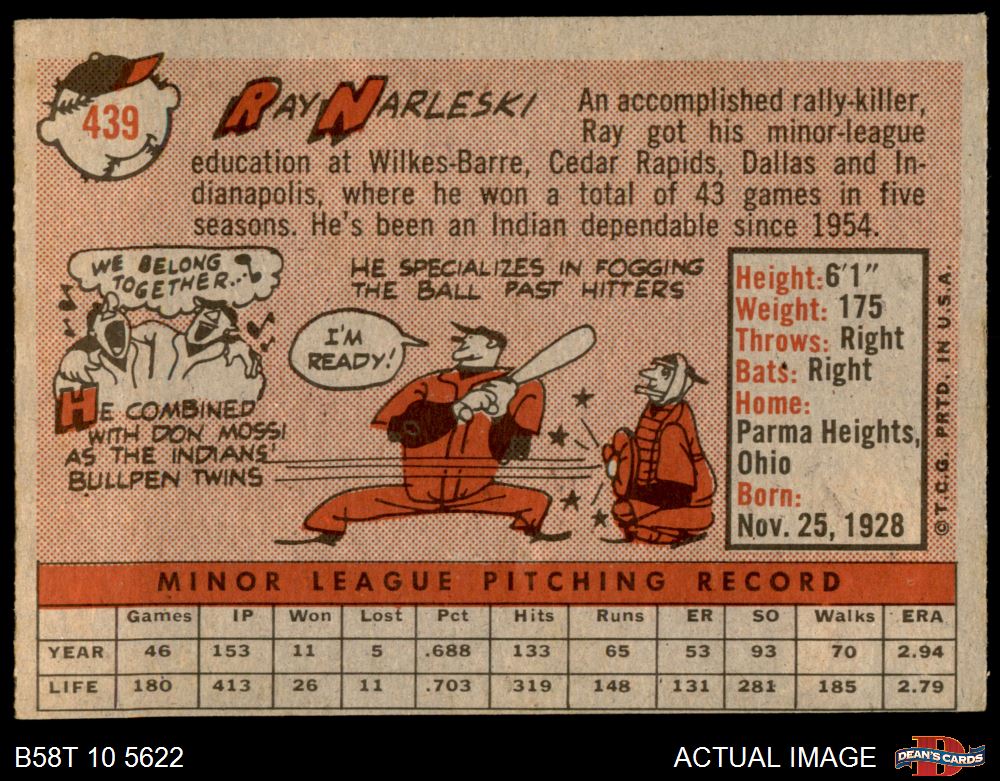 439
RAY NARLESKI
An accomplished rally-killer,
Ray got his minor-league
education at Wilkes-Barre, Cedar Rapids, Dallas and In-
dianapolis, where he won a total of 43 games in five
seasons. He's been an Indian dependable since 1954.
WE BELONG
TOGETHER...
HE COMBINED
WITH DON MOSSI
AS THE INDIANS'
BULLPEN TWINS
HE SPECIALIZES IN FOGGING
THE BALL PAST HITTERS
I'M
READY!
Height: 6'1"
Weight: 175
Throws: Right
Bats: Right
Home:
Parma Heights,
Ohio
Born:
Nov. 25, 1928
© T.C.G. PRTD. IN U.S.A.
MINOR LEAGUE PITCHING RECORD
Games IP Won Lost Pct Hits Runs ER SO Walks ERA
YEAR 46 153 11 5 .688 133 65 53 93 70 2.94
LIFE 180 413 26 11 .703 319 148 131 281 185 2.79
B58T 10 5622
ACTUAL IMAGE
D
DEAN'S CARDS